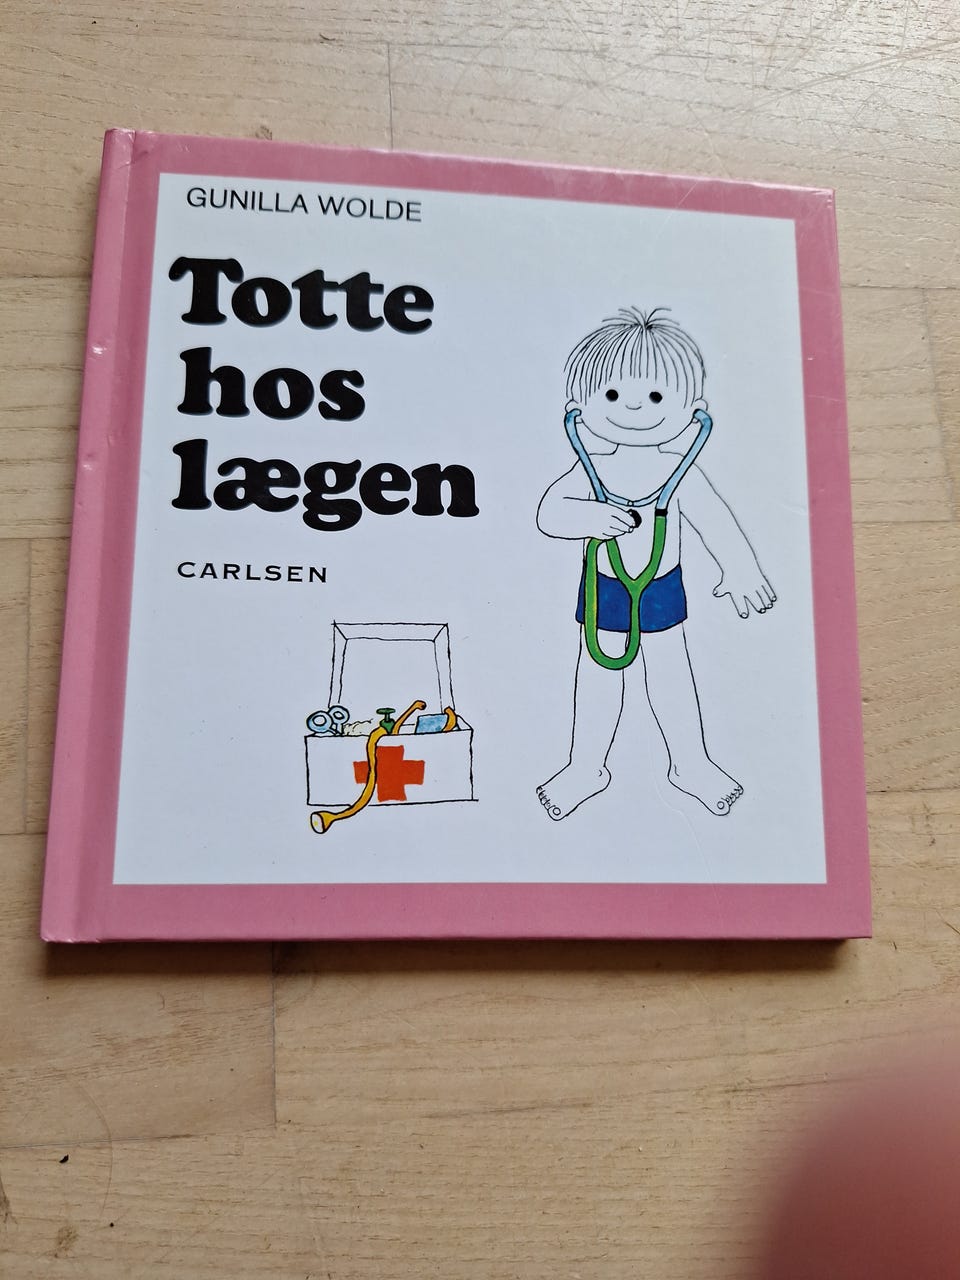 GUNILLA WOLDE
Totte
hos
lægen
CARLSEN